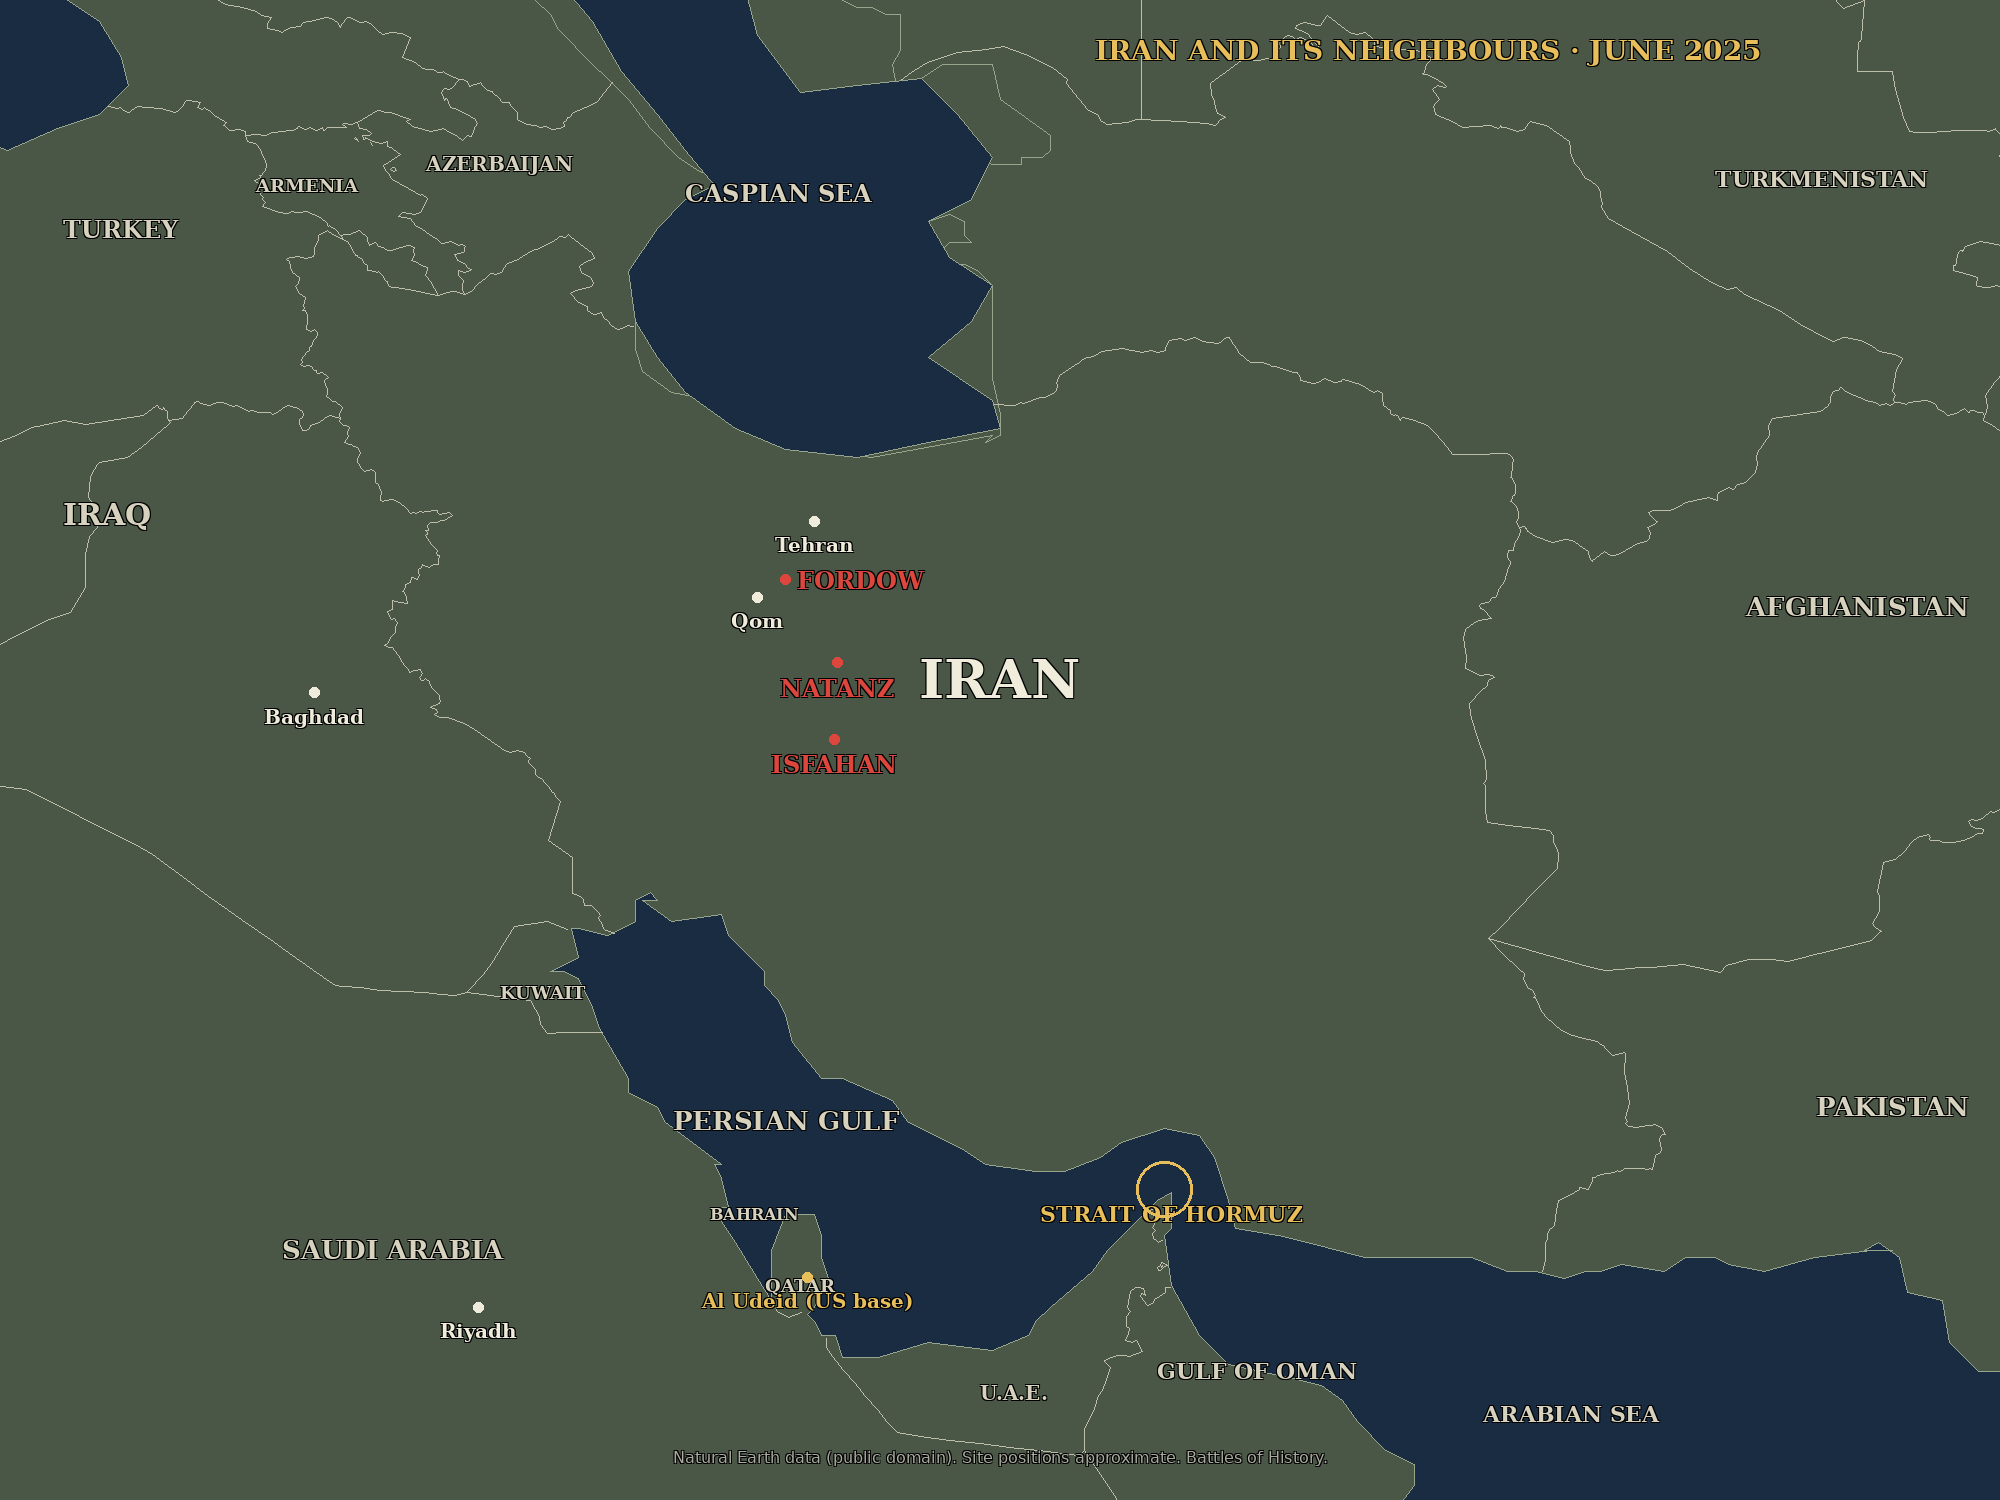 IRAN AND ITS NEIGHBOURS · JUNE 2025
AZERBAIJAN
TURKMENISTAN
ARMENIA
CASPIAN SEA
TURKEY
IRAQ
Tehran
FORDOW
AFGHANISTAN
Qom
IRAN
NATANZ
Baghdad
ISFAHAN
KUWAIT
PAKISTAN
PERSIAN GULF
BAHRAIN
STRAIT OF HORMUZ
SAUDI ARABIA
QATAR
Al Udeid (US base)
Riyadh
GULF OF OMAN
U.A.E.
ARABIAN SEA
Natural Earth data (public domain). Site positions approximate. Battles of History.